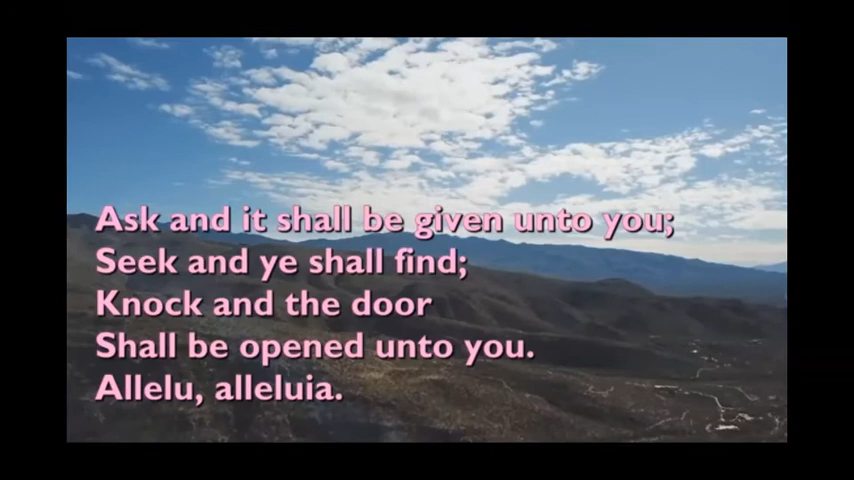 Ask and it shall be given unto you;
Seek and ye shall find;
Knock and the door
Shall be opened unto you.
Allelu, alleluia.